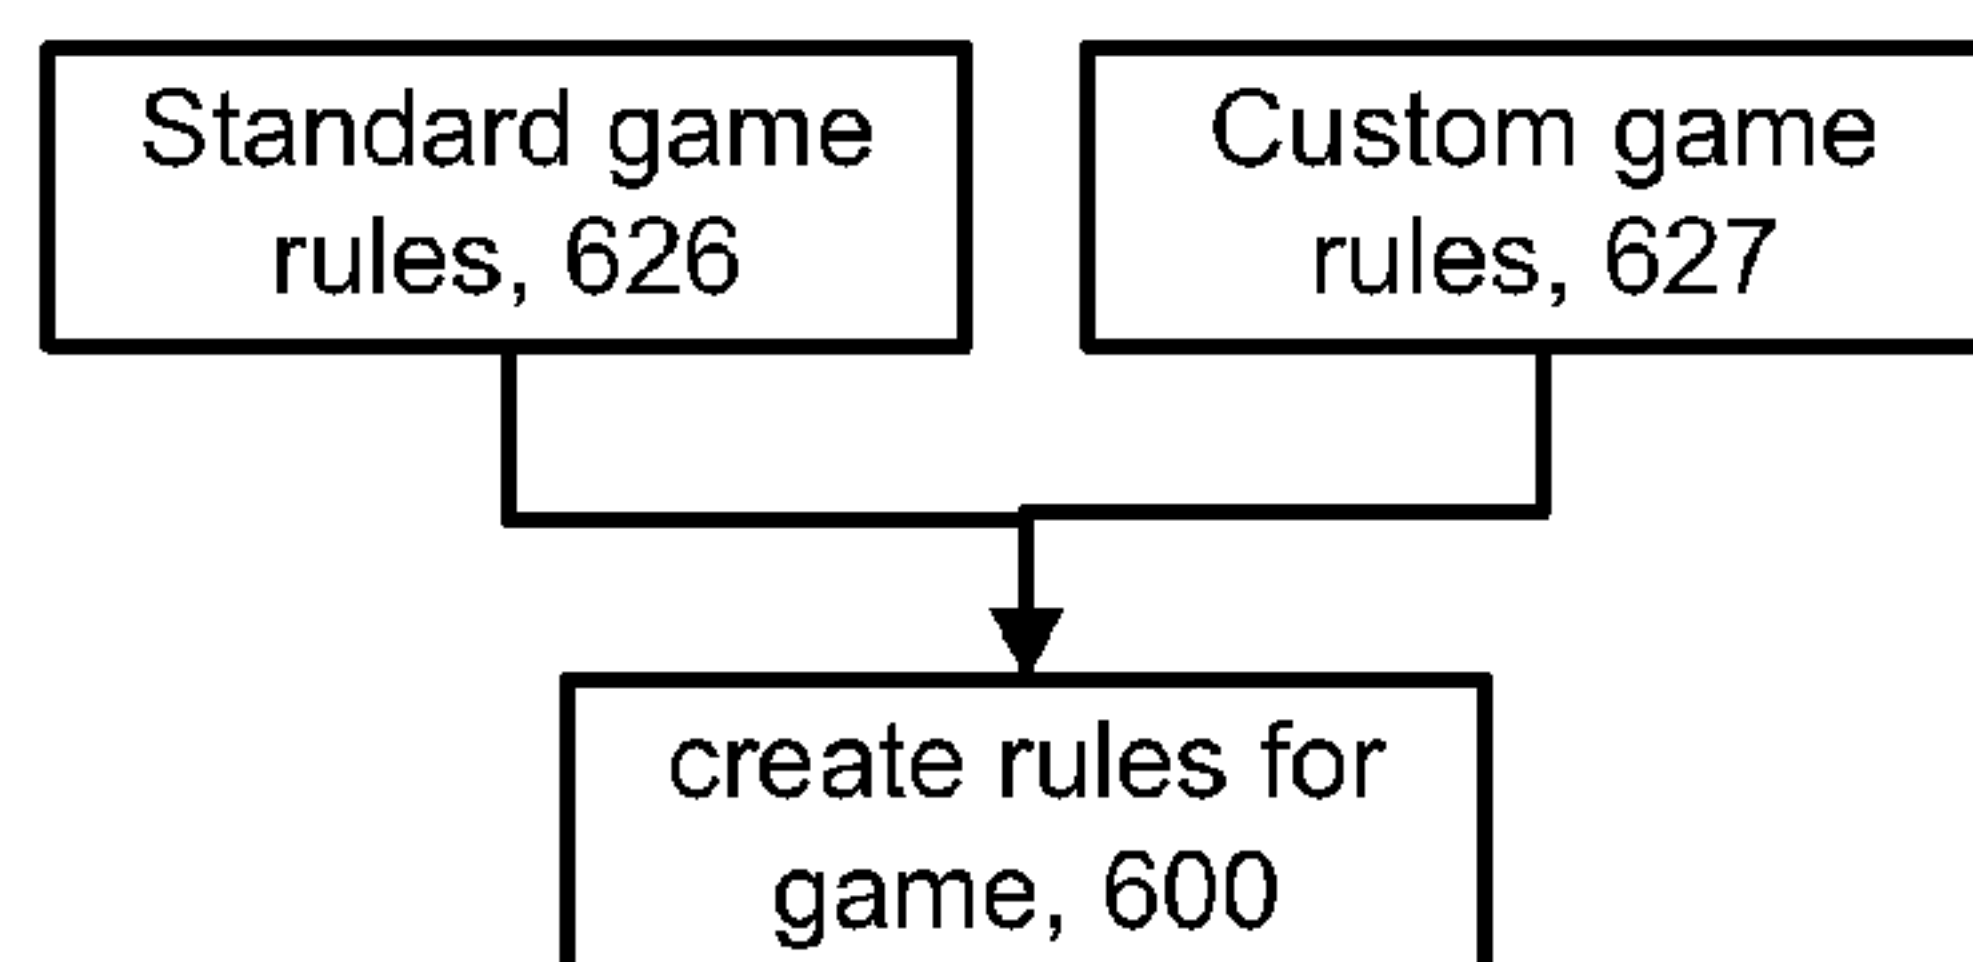 Standard game
rules, 626
Custom game
rules, 627
create rules for
game, 600